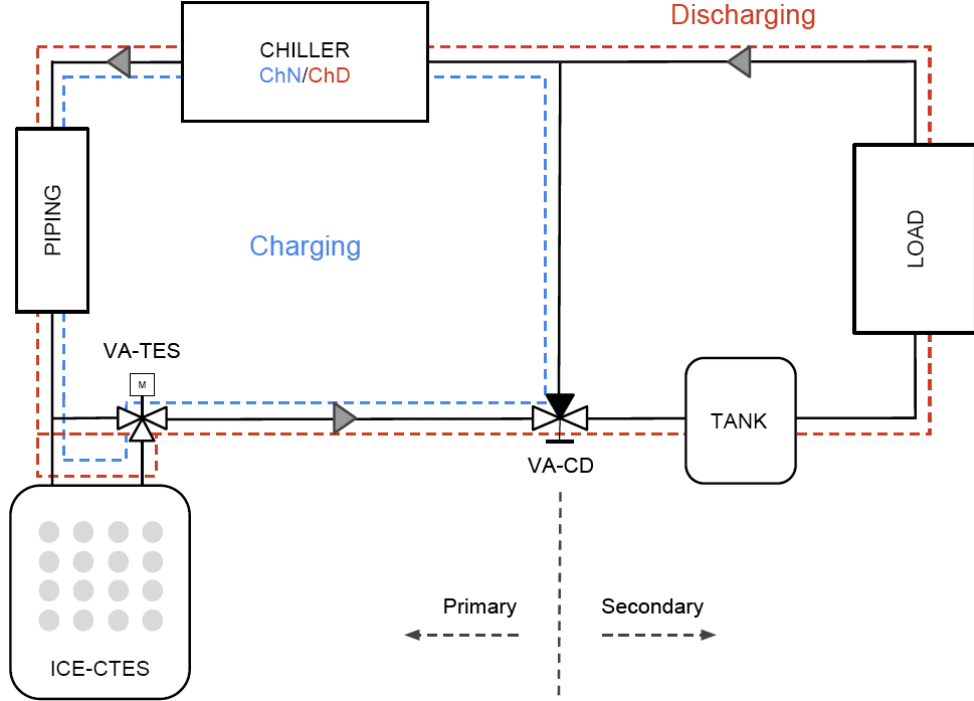 Discharging
CHILLER
ChN/ChD
PIPING
LOAD
Charging
VA-TES
M
TANK
VA-CD
Primary
Secondary
ICE-CTES